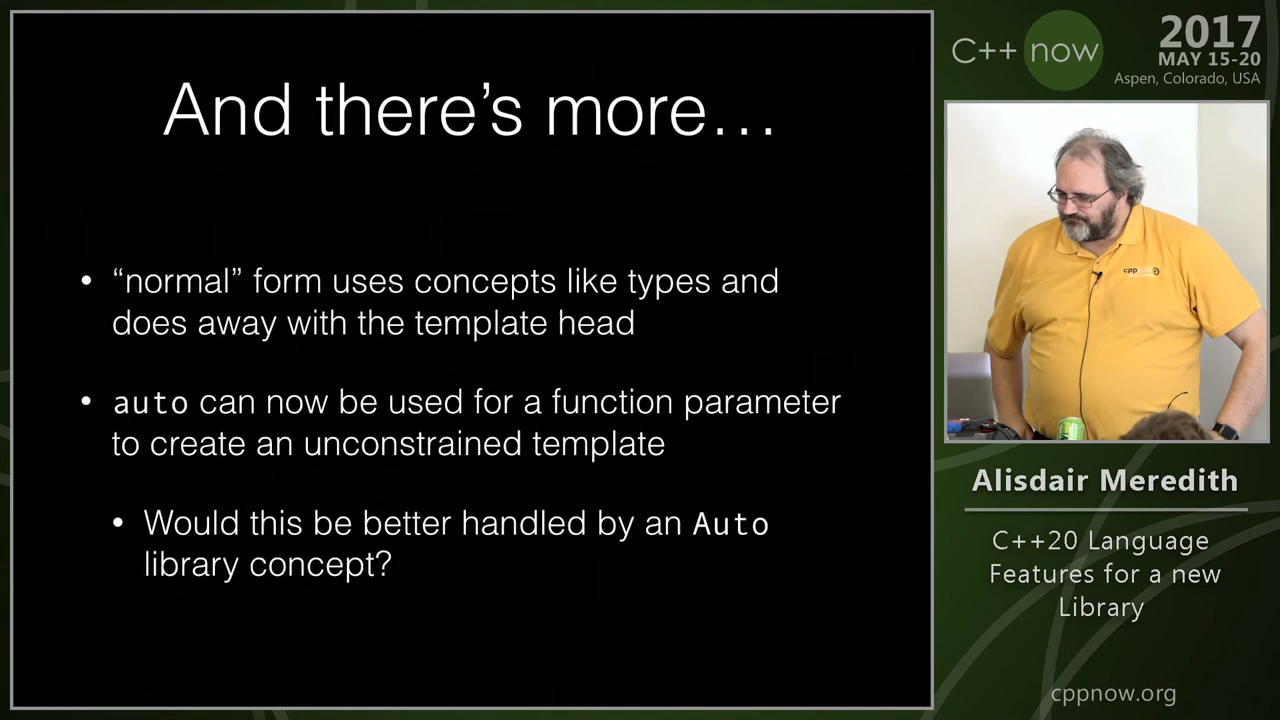 And there’s more…
• “normal” form uses concepts like types and
does away with the template head
• auto can now be used for a function parameter
to create an unconstrained template
• Would this be better handled by an Auto
library concept?
C++ now
2017
MAY 15-20
Aspen, Colorado, USA
Alisdair Meredith
C++20 Language
Features for a new
Library
cppnow.org